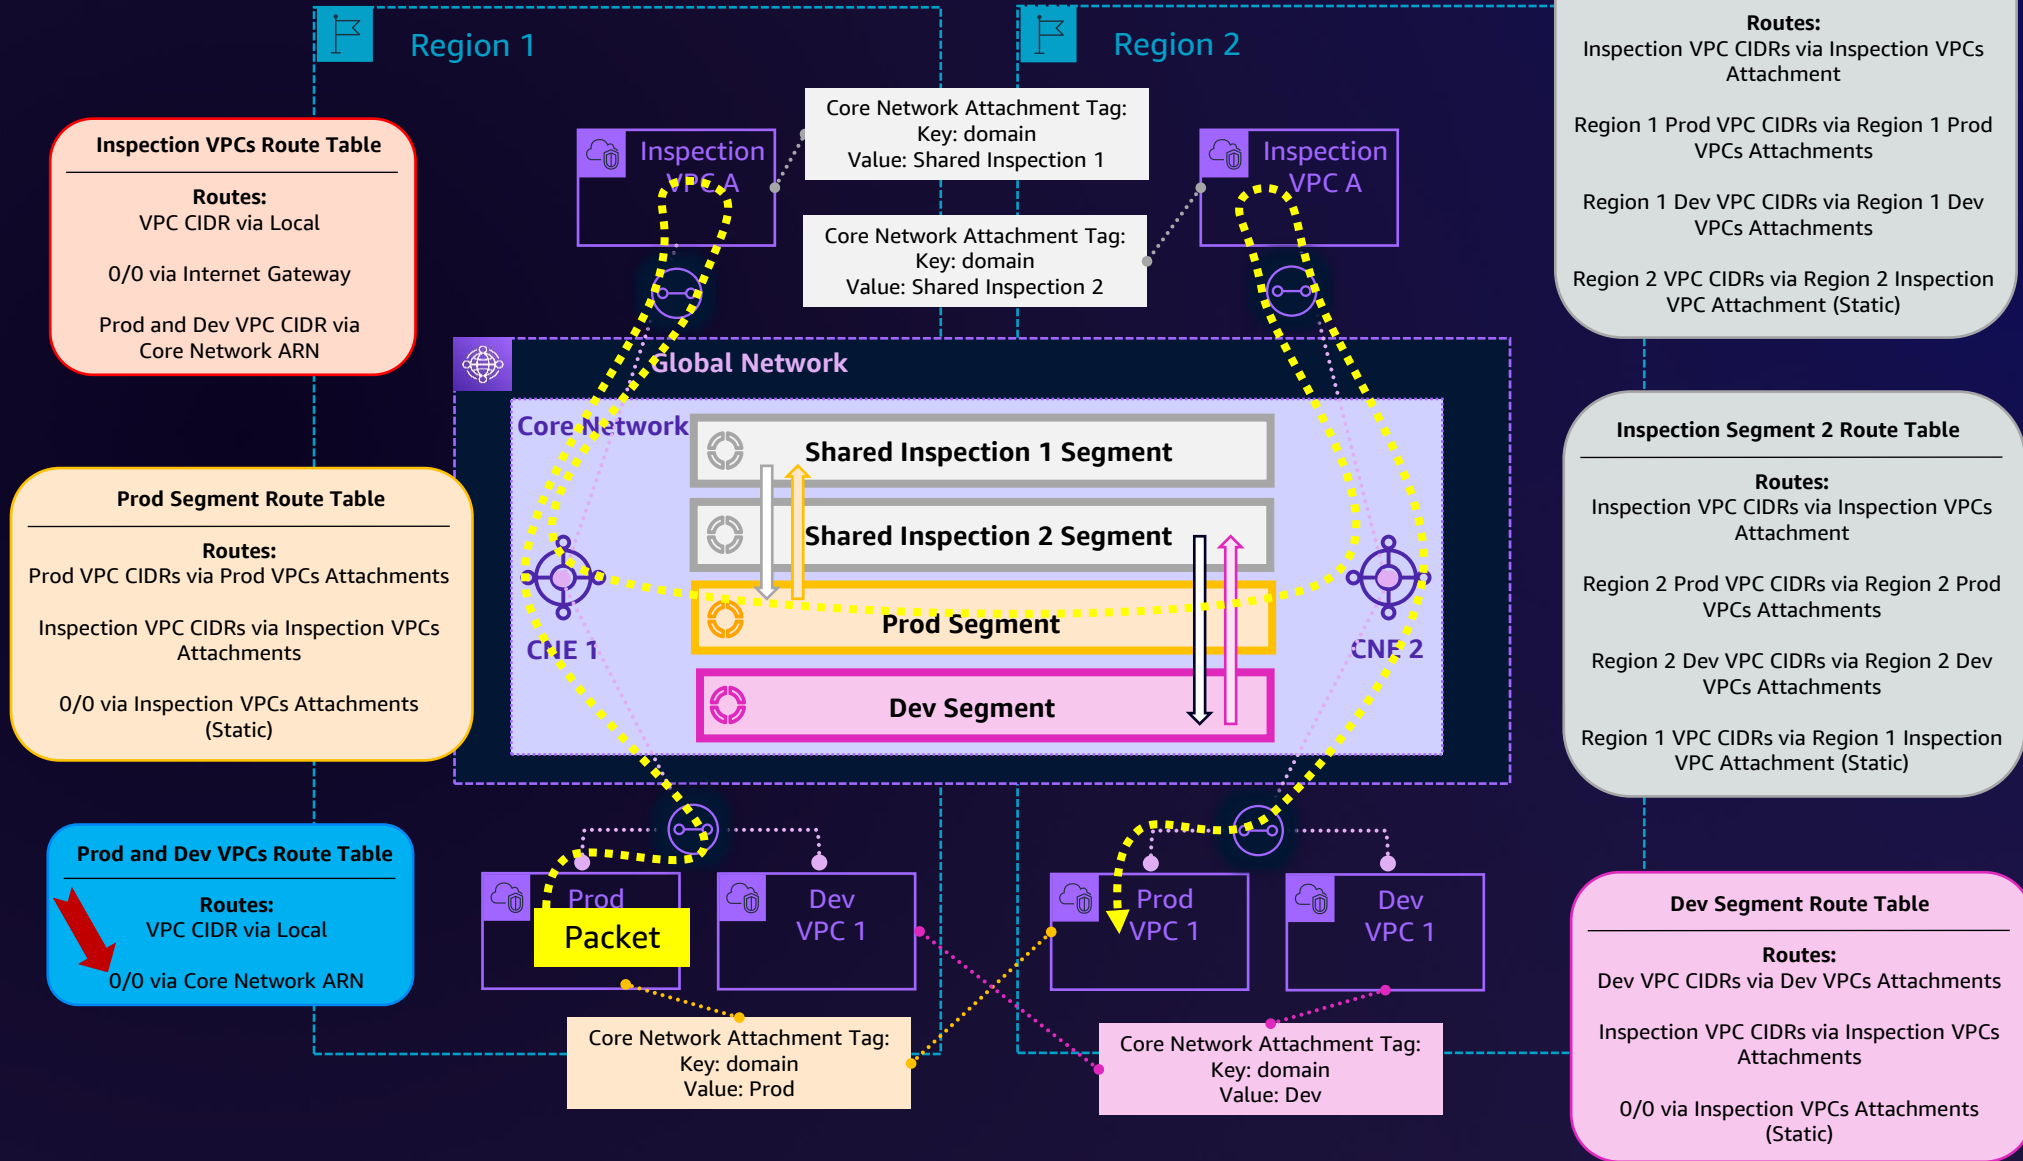 Region 1
Region 2
Routes:
Inspection VPC CIDRs via Inspection VPCs
Attachment
Region 1 Prod VPC CIDRs via Region 1 Prod
VPCs Attachments
Region 1 Dev VPC CIDRs via Region 1 Dev
VPCs Attachments
Region 2 VPC CIDRs via Region 2 Inspection
VPC Attachment (Static)
Inspection VPCs Route Table
Routes:
VPC CIDR via Local
0/0 via Internet Gateway
Prod and Dev VPC CIDR via
Core Network ARN
Inspection
VPC A
Core Network Attachment Tag:
Key: domain
Value: Shared Inspection 1
Inspection
VPC A
Core Network Attachment Tag:
Key: domain
Value: Shared Inspection 2
Global Network
Core Network
Shared Inspection 1 Segment
Shared Inspection 2 Segment
Prod Segment
Dev Segment
CNE 1
CNE 2
Prod Segment Route Table
Routes:
Prod VPC CIDRs via Prod VPCs Attachments
Inspection VPC CIDRs via Inspection VPCs
Attachments
0/0 via Inspection VPCs Attachments
(Static)
Inspection Segment 2 Route Table
Routes:
Inspection VPC CIDRs via Inspection VPCs
Attachment
Region 2 Prod VPC CIDRs via Region 2 Prod
VPCs Attachments
Region 2 Dev VPC CIDRs via Region 2 Dev
VPCs Attachments
Region 1 VPC CIDRs via Region 1 Inspection
VPC Attachment (Static)
Prod and Dev VPCs Route Table
Routes:
VPC CIDR via Local
0/0 via Core Network ARN
Prod
Packet
Dev
VPC 1
Prod
VPC 1
Dev
VPC 1
Core Network Attachment Tag:
Key: domain
Value: Prod
Core Network Attachment Tag:
Key: domain
Value: Dev
Dev Segment Route Table
Routes:
Dev VPC CIDRs via Dev VPCs Attachments
Inspection VPC CIDRs via Inspection VPCs
Attachments
0/0 via Inspection VPCs Attachments
(Static)